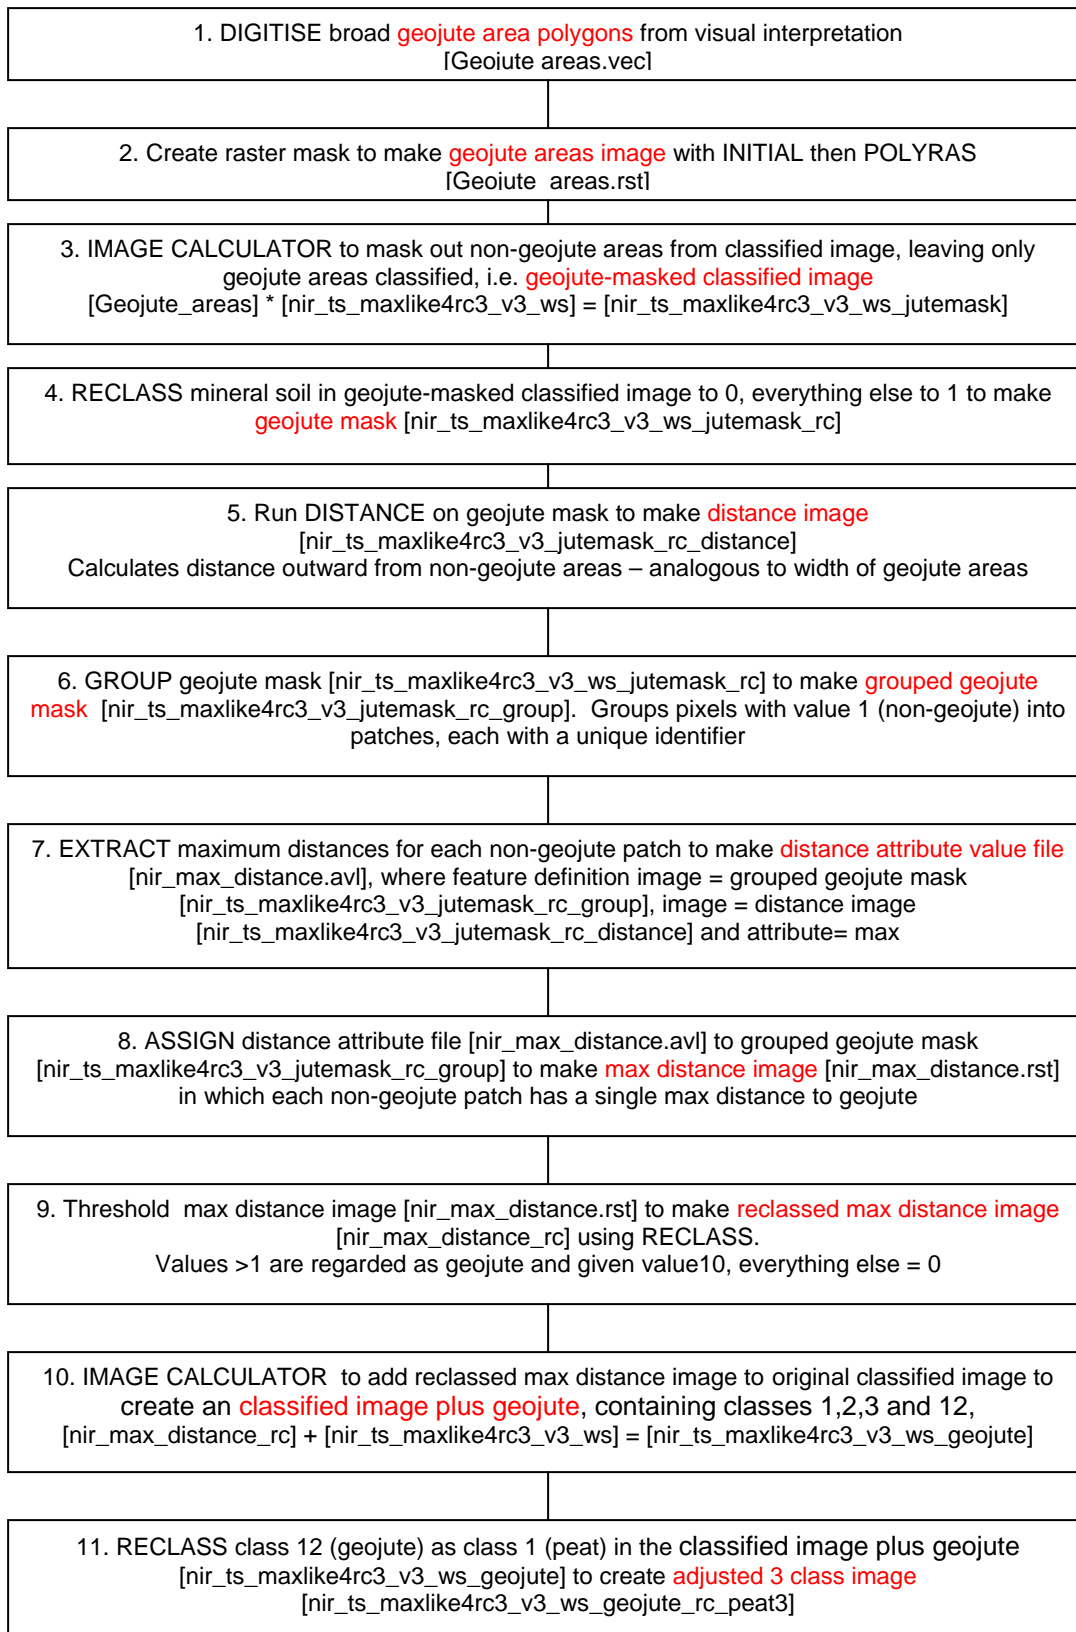 1. DIGITISE broad geojute area polygons from visual interpretation
[Geojute areas.vec]
2. Create raster mask to make geojute areas image with INITIAL then POLYRAS
[Geojute_areas.rst]
3. IMAGE CALCULATOR to mask out non-geojute areas from classified image, leaving only
geojute areas classified, i.e. geojute-masked classified image
[Geojute_areas] * [nir_ts_maxlike4rc3_v3_ws] = [nir_ts_maxlike4rc3_v3_ws_jutemask]
4. RECLASS mineral soil in geojute-masked classified image to 0, everything else to 1 to make
geojute mask [nir_ts_maxlike4rc3_v3_ws_jutemask_rc]
5. Run DISTANCE on geojute mask to make distance image
[nir_ts_maxlike4rc3_v3_jutemask_rc_distance]
Calculates distance outward from non-geojute areas – analogous to width of geojute areas
6. GROUP geojute mask [nir_ts_maxlike4rc3_v3_ws_jutemask_rc] to make grouped geojute
mask [nir_ts_maxlike4rc3_v3_jutemask_rc_group]. Groups pixels with value 1 (non-geojute) into
patches, each with a unique identifier
7. EXTRACT maximum distances for each non-geojute patch to make distance attribute value file
[nir_max_distance.avl], where feature definition image = grouped geojute mask
[nir_ts_maxlike4rc3_v3_jutemask_rc_group], image = distance image
[nir_ts_maxlike4rc3_v3_jutemask_rc_distance] and attribute= max
8. ASSIGN distance attribute file [nir_max_distance.avl] to grouped geojute mask
[nir_ts_maxlike4rc3_v3_jutemask_rc_group] to make max distance image [nir_max_distance.rst]
in which each non-geojute patch has a single max distance to geojute
9. Threshold max distance image [nir_max_distance.rst] to make reclassed max distance image
[nir_max_distance_rc] using RECLASS.
Values >1 are regarded as geojute and given value10, everything else = 0
10. IMAGE CALCULATOR to add reclassed max distance image to original classified image to
create an classified image plus geojute, containing classes 1,2,3 and 12,
[nir_max_distance_rc] + [nir_ts_maxlike4rc3_v3_ws] = [nir_ts_maxlike4rc3_v3_ws_geojute]
11. RECLASS class 12 (geojute) as class 1 (peat) in the classified image plus geojute
[nir_ts_maxlike4rc3_v3_ws_geojute] to create adjusted 3 class image
[nir_ts_maxlike4rc3_v3_ws_geojute_rc_peat3]